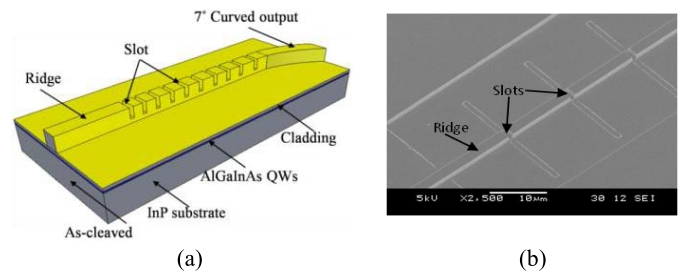 7° Curved output
Slot
Ridge
Cladding
AlGaInAs QWs
InP substrate
As-cleaved
Slots
Ridge
5kV X2,500 10μm 30 12 SEI
(a)
(b)